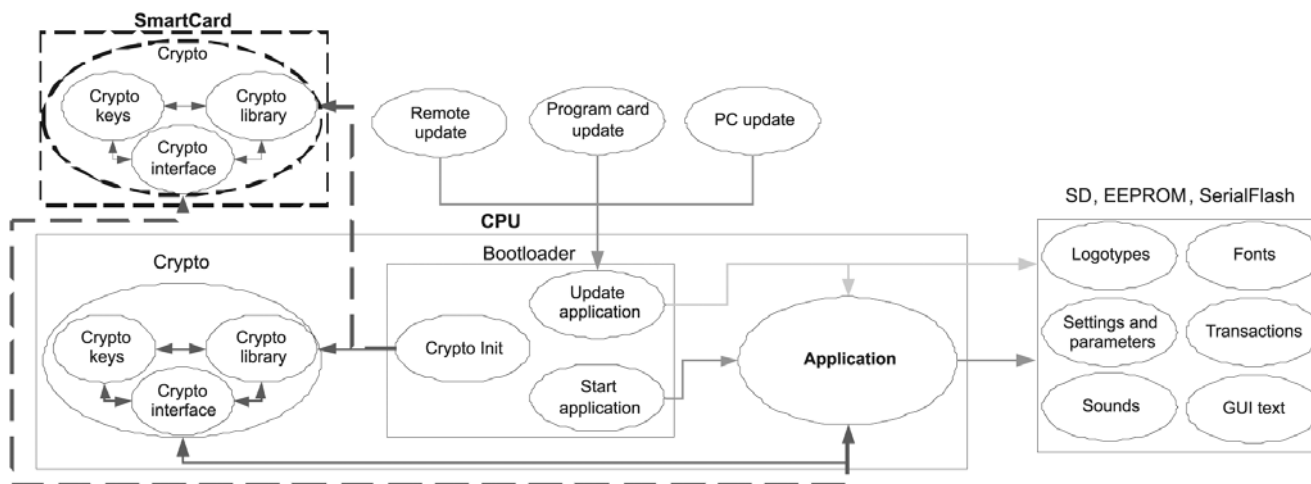 SmartCard
Crypto
Crypto
keys
Crypto
library
Crypto
interface
Remote
update
Program card
update
PC update
SD, EEPROM, SerialFlash
CPU
Bootloader
Crypto
Crypto
keys
Crypto
library
Crypto
interface
Crypto Init
Update
application
Start
application
Application
Logotypes
Fonts
Settings and
parameters
Transactions
Sounds
GUI text